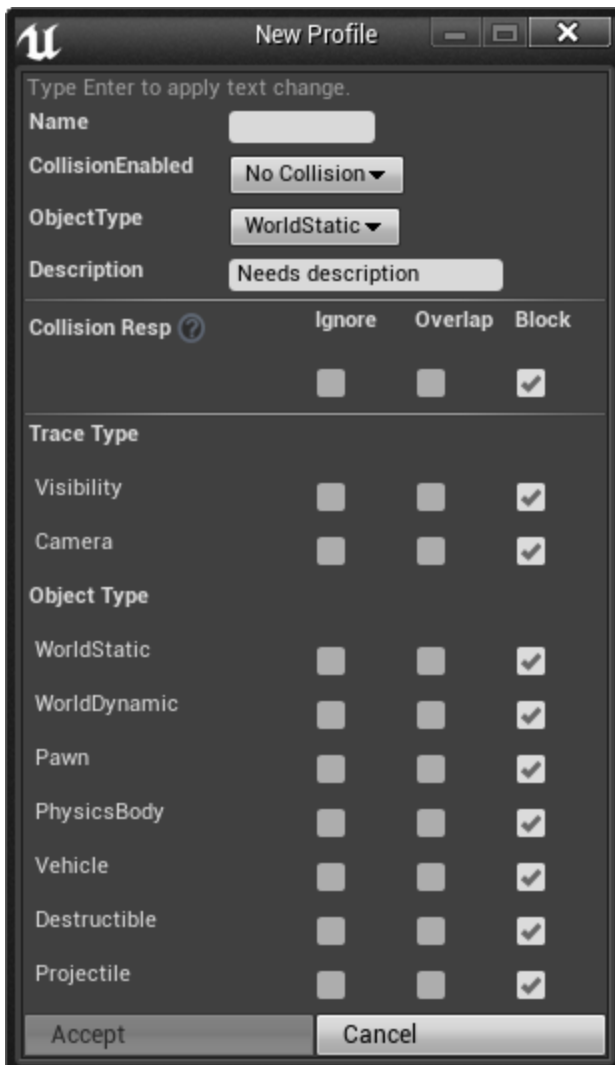 New Profile
Type Enter to apply text change.
Name
CollisionEnabled No Collision
ObjectType WorldStatic
Description Needs description
Collision Resp ? Ignore Overlap Block
Trace Type
Visibility
Camera
Object Type
WorldStatic
WorldDynamic
Pawn
PhysicsBody
Vehicle
Destructible
Projectile
Accept Cancel